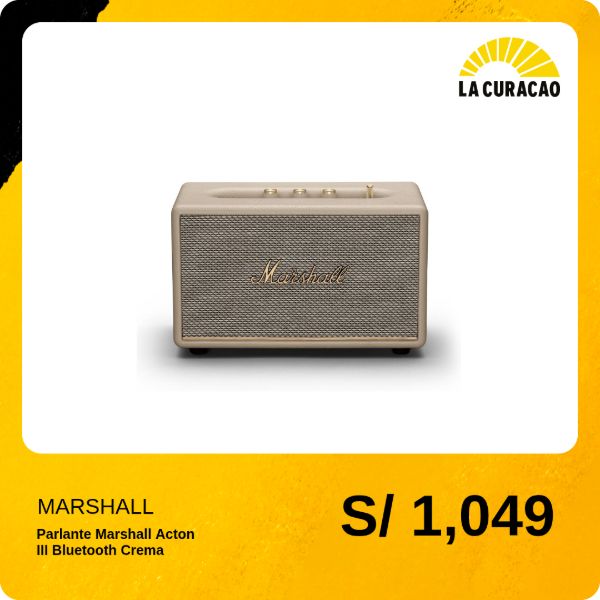 LA CURACAO
Marshall
MARSHALL
S/ 1,049
Parlante Marshall Acton
III Bluetooth Crema